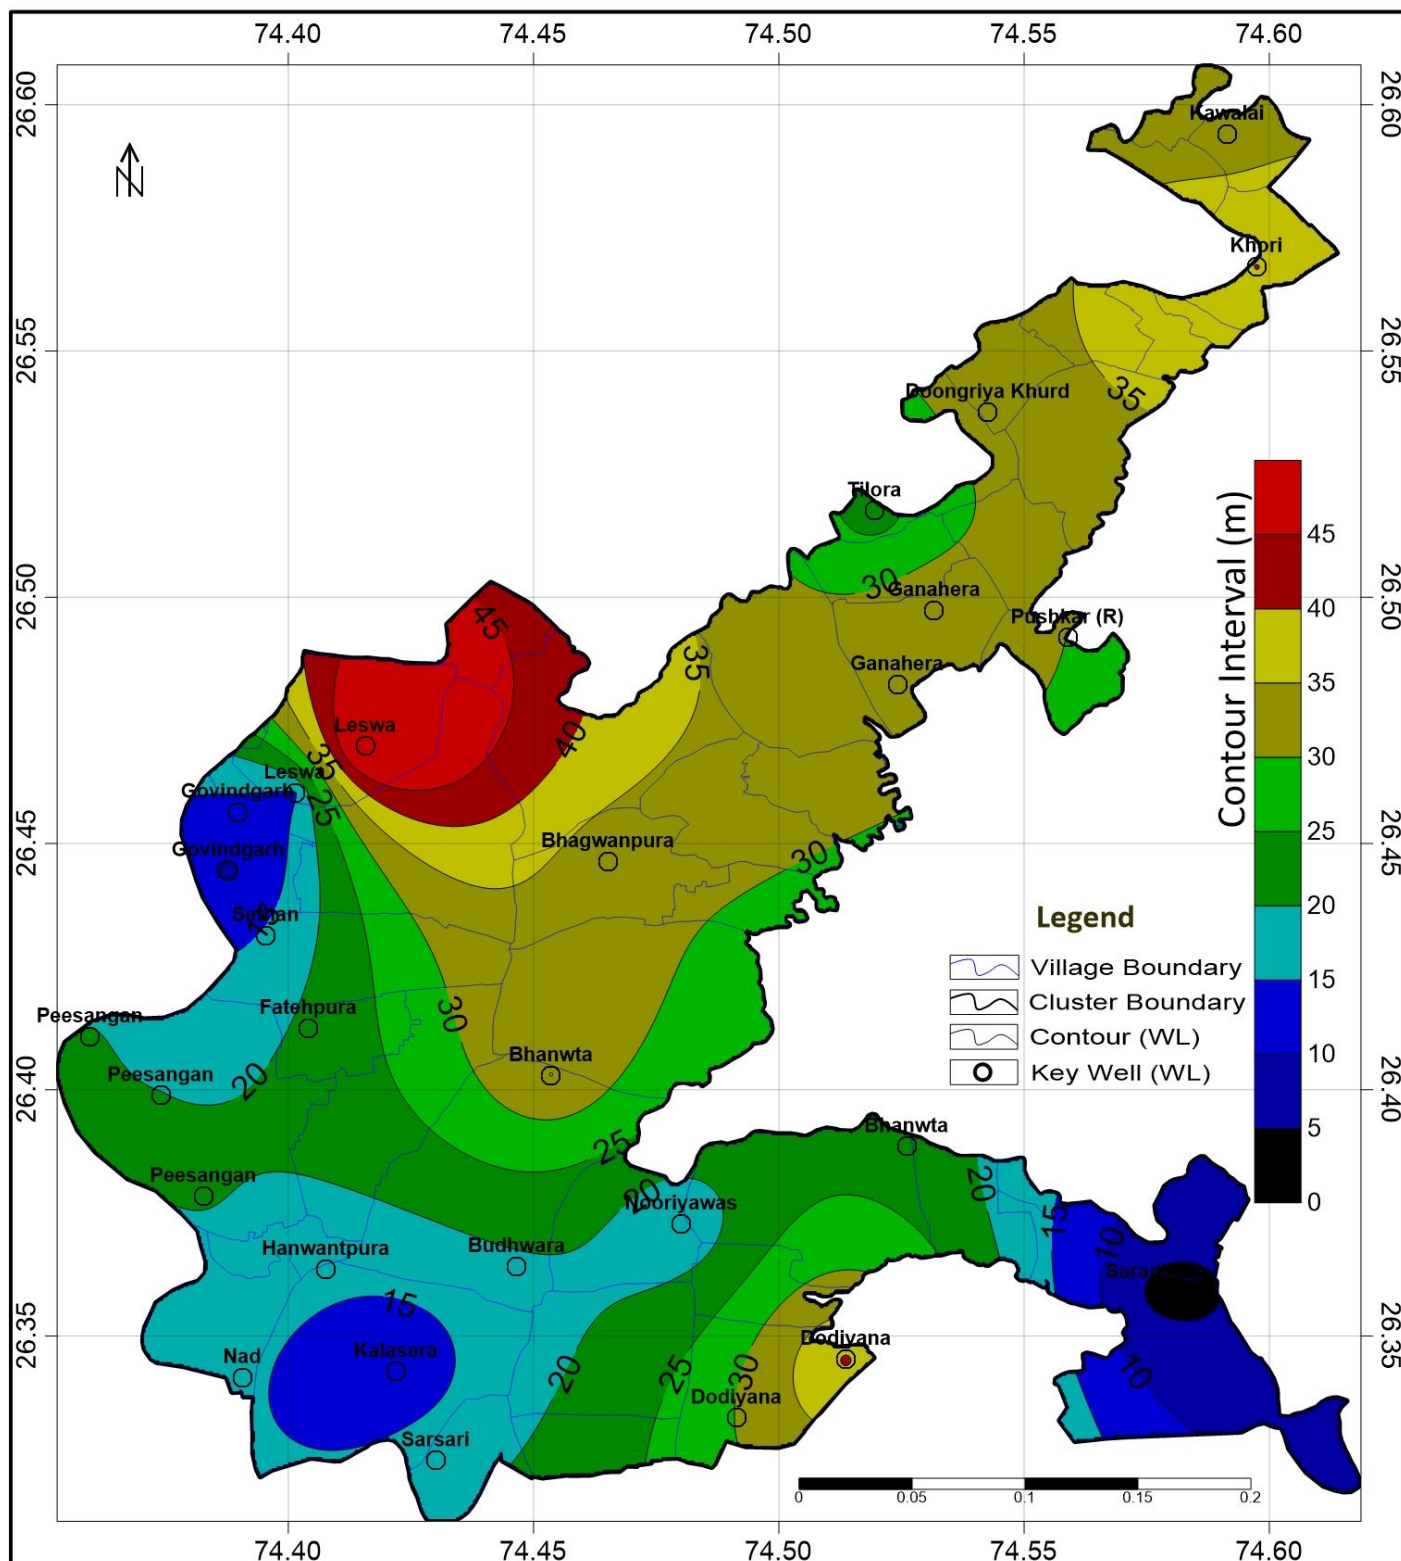 74.40 74.45 74.50 74.55 74.60
26.60
26.60
N
Kawalai
Khori
26.55
26.55
35
Doongriya Khurd
Tilora
30
Ganahera
26.50
26.50
Pushkar (R)
45
Ganahera
35
Leswa
40
35
Leswa
Govindgarh
25
Bhagwanpura
26.45
26.45
30
Govindgarh
15
Fatehpura
Peesangan
30
Bhanwta
Peesangan
20
26.40
26.40
Bhanwta
25
Peesangan
20
Nooriyawas
20
15
10
Hanwantpura
Budhwara
15
26.35
26.35
Nad
Kalasera
Dodiyana
20
25
30
10
Dodiyana
Sarsari
Contour Interval (m)
45
40
35
30
25
20
15
10
5
0
Legend
Village Boundary
Cluster Boundary
Contour (WL)
Key Well (WL)
0 0.05 0.1 0.15 0.2
74.40 74.45 74.50 74.55 74.60